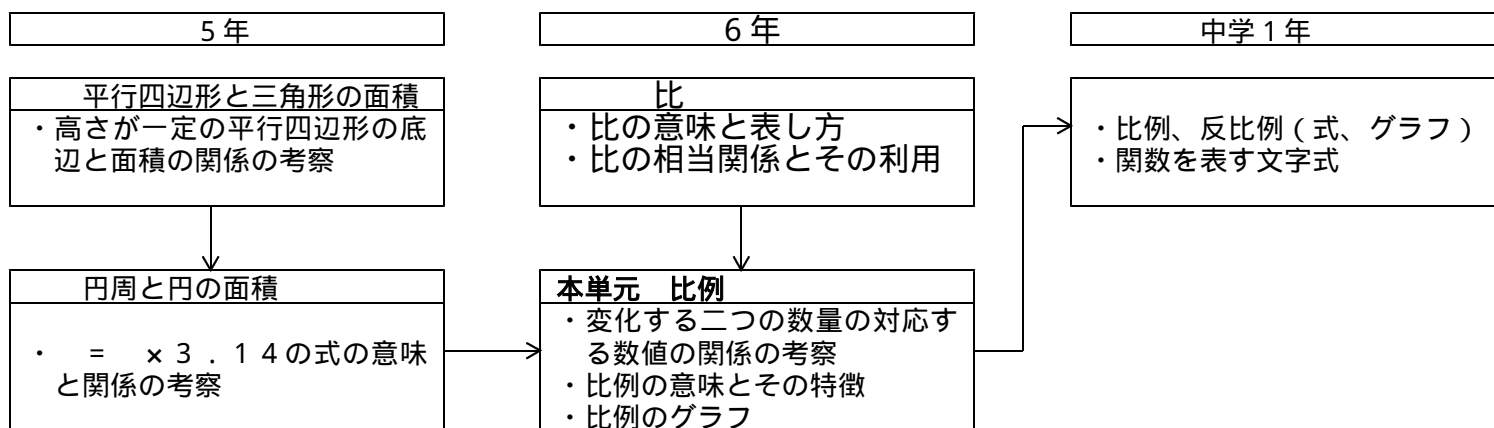 5年
6年
中学1年
平行四辺形と三角形の面積
・高さが一定の平行四辺形の底
辺と面積の関係の考察
比
・比の意味と表し方
・比の相当関係とその利用
・比例、反比例(式、グラフ)
・関数を表す文字式
円周と円の面積
・ = ×3.14の式の意味
と関係の考察
本単元 比例
・変化する二つの数量の対応す
る数値の関係の考察
・比例の意味とその特徴
・比例のグラフ